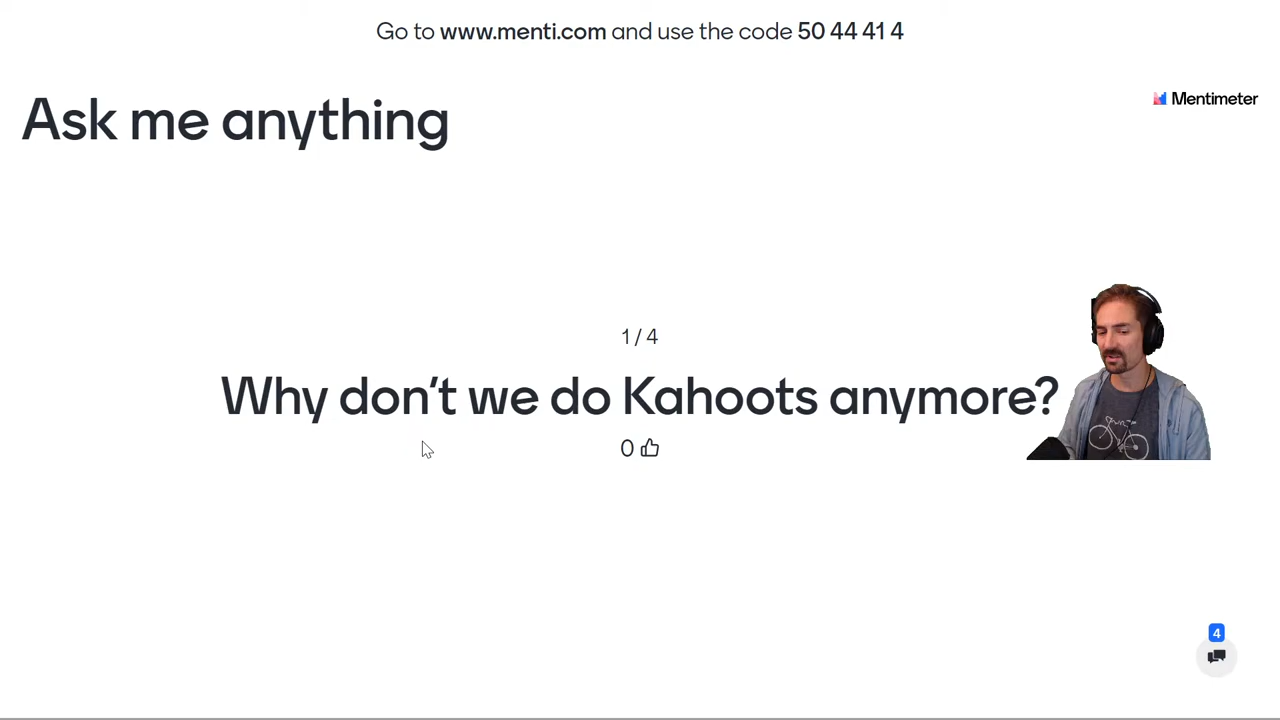 Go to www.menti.com and use the code 50 44 41 4
Ask me anything
Mentimeter
1 / 4
Why don't we do Kahoots anymore?
0
4